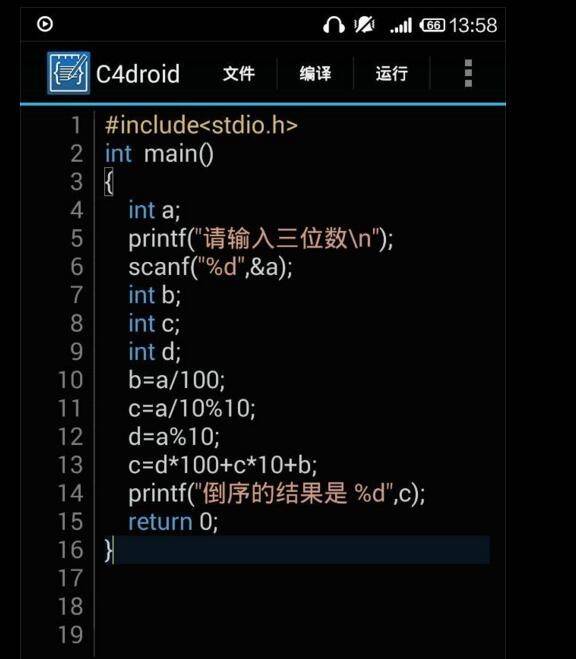 66 13:58
C4droid 文件 编译 运行
1 #include<stdio.h>
2 int main()
3 {
4 int a;
5 printf("请输入三位数\n");
6 scanf("%d",&a);
7 int b;
8 int c;
9 int d;
10 b=a/100;
11 c=a/10%10;
12 d=a%10;
13 c=d*100+c*10+b;
14 printf("倒序的结果是 %d",c);
15 return 0;
16 }
17
18
19